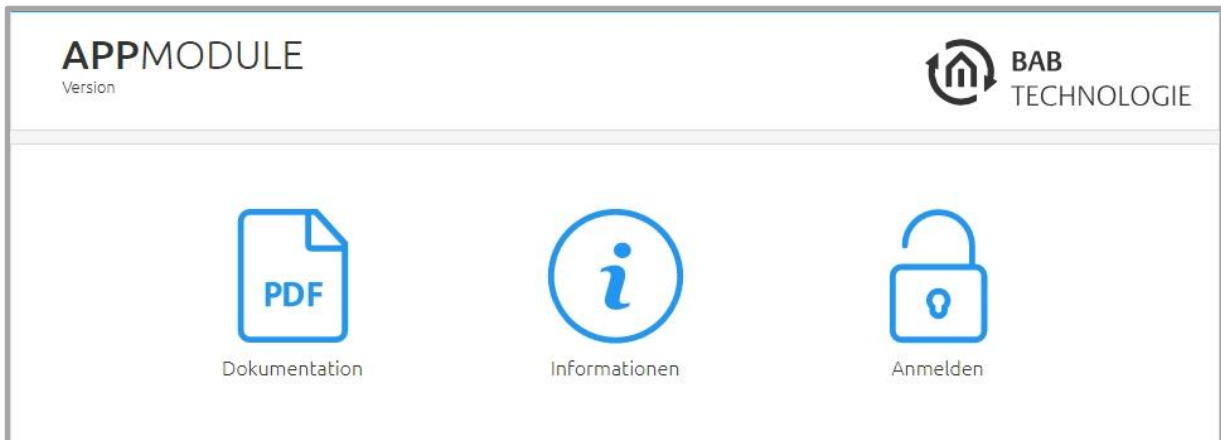 APPMODULE
Version
BAB
TECHNOLOGIE
PDF
i
Dokumentation
Informationen
Anmelden